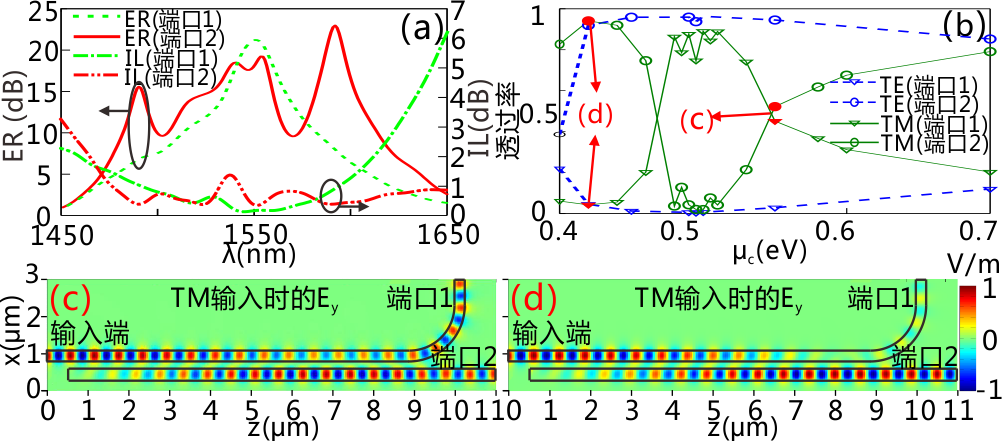 (a)
ER(端口1)
ER(端口2)
IL(端口1)
IL(端口2)
ER (dB)
25
20
15
10
5
0
7
6
5
4
3
2
1
0
IL(dB)
1450
1550
1650
λ(nm)
(b)
透过率
1
0.5
0
(d)
(c)
TE(端口1)
TE(端口2)
TM(端口1)
TM(端口2)
0.4
0.5
0.6
0.7
μc(eV)
(c)
TM输入时的Ey
端口1
输入端
端口2
x(μm)
3
2
1
0
0 1 2 3 4 5 6 7 8 9 10 11
z(μm)
(d)
TM输入时的Ey
端口1
输入端
端口2
0 1 2 3 4 5 6 7 8 9 10 11
z(μm)
V/m
1
0
-1